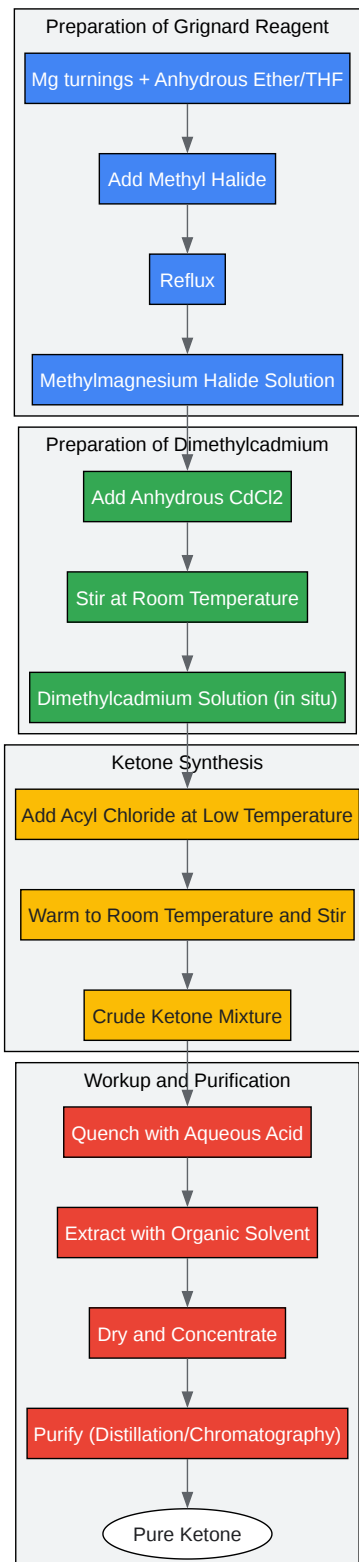 Preparation of Grignard Reagent
Mg turnings + Anhydrous Ether/THF
Add Methyl Halide
Reflux
Methylmagnesium Halide Solution
Preparation of Dimethylcadmium
Add Anhydrous CdCl2
Stir at Room Temperature
Dimethylcadmium Solution (in situ)
Ketone Synthesis
Add Acyl Chloride at Low Temperature
Warm to Room Temperature and Stir
Crude Ketone Mixture
Workup and Purification
Quench with Aqueous Acid
Extract with Organic Solvent
Dry and Concentrate
Purify (Distillation/Chromatography)
Pure Ketone